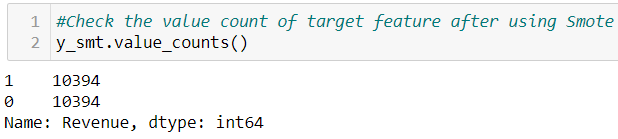 1 #Check the value count of target feature after using Smote
2 y_smt.value_counts()
1    10394
0    10394
Name: Revenue, dtype: int64